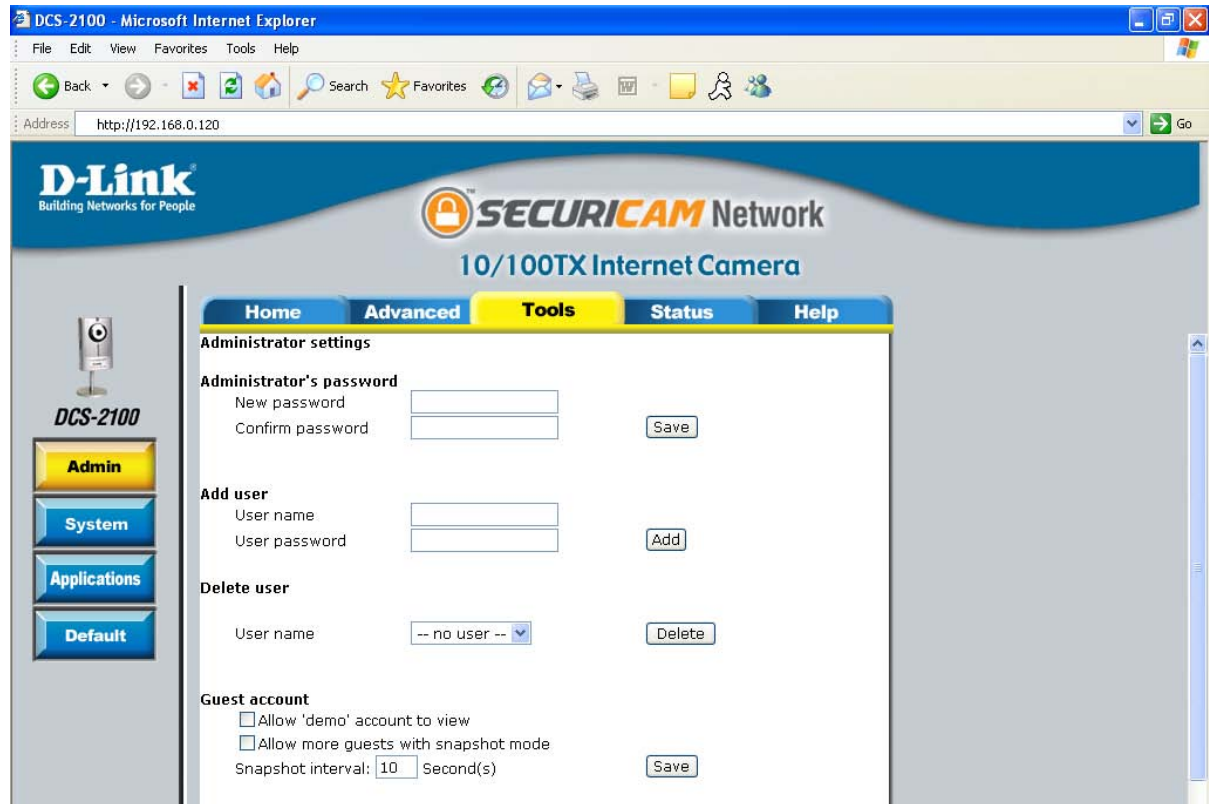 DCS-2100 - Microsoft Internet Explorer
File Edit View Favorites Tools Help
Back Search Favorites
Address http://192.168.0.120 Go
D-Link
Building Networks for People
SECURICAM Network
™
10/100TX Internet Camera
Home Advanced Tools Status Help
DCS-2100
Admin
System
Applications
Default
Administrator settings
Administrator's password
New password
Confirm password Save
Add user
User name
User password Add
Delete user
User name -- no user -- Delete
Guest account
Allow 'demo' account to view
Allow more guests with snapshot mode
Snapshot interval: 10 Second(s) Save